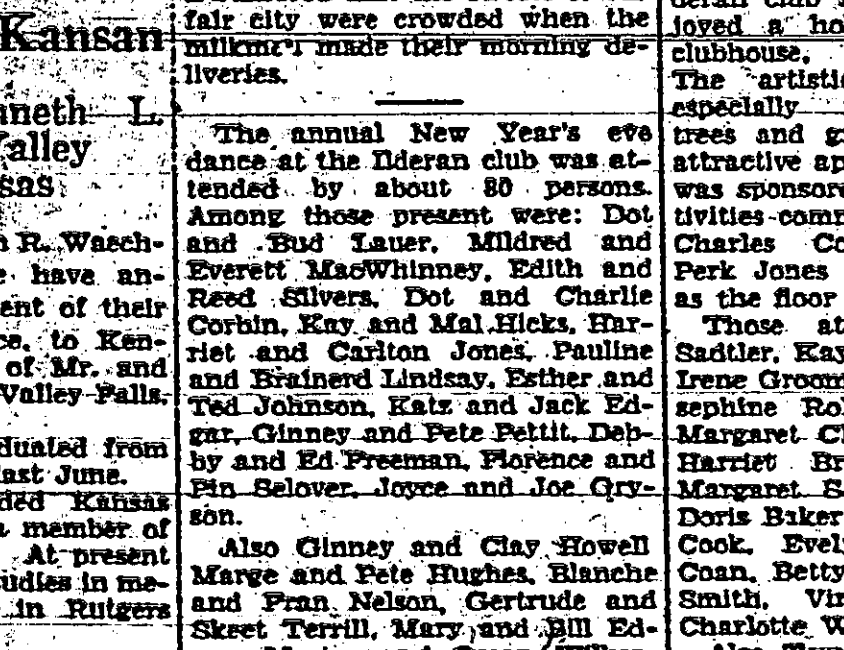 Kansan
nneth L.
Valley
sas
R. Waech-
have an-
ent of their
ce, to Ken-
of Mr. and
Valley Falls,
duated from
last June.
ded Kansas
a member of
At present
udies in me-
in Rutgers
fair city were crowded when the
milkmen made their morning de-
liveries.
The annual New Year's eve
dance at the Ilderan club was at-
tended by about 80 persons.
Among those present were: Dot
and Bud Lauer, Mildred and
Everett MacWhinney, Edith and
Reed Silvers, Dot and Charlie
Corbin, Kay and Mal Hicks, Har-
riet and Carlton Jones, Pauline
and Brainerd Lindsay, Esther and
Ted Johnson, Katz and Jack Ed-
gar, Ginney and Pete Pettit, Deb-
by and Ed Freeman, Florence and
Pin Selover, Joyce and Joe Gry-
son.
Also Ginney and Clay Howell
Marge and Pete Hughes, Blanche
and Fran Nelson, Gertrude and
Skeet Terrill, Mary and Bill Ed-
joyed a ho
clubhouse.
The artistic
especially
trees and g
attractive ap
was sponsore
tivities comm
Charles Co
Perk Jones
as the floor
Those at
Sadtler, Kay
Irene Groom
sephine Rol
Margaret Cl
Harriet Br
Margaret S
Doris Baker
Cook, Evel
Coan, Betty
Smith, Vir
Charlotte W